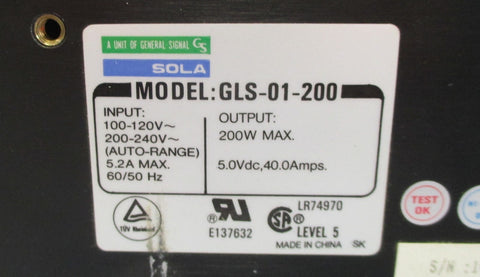 A UNIT OF GENERAL SIGNAL GS
SOLA
MODEL:GLS-01-200
INPUT:
100-120V~
200-240V~
(AUTO-RANGE)
5.2A MAX.
60/50 Hz
OUTPUT:
200W MAX.
5.0Vdc,40.0Amps.
E137632
LR74970
LEVEL 5
MADE IN CHINA SK
TEST
OK
S/N :1